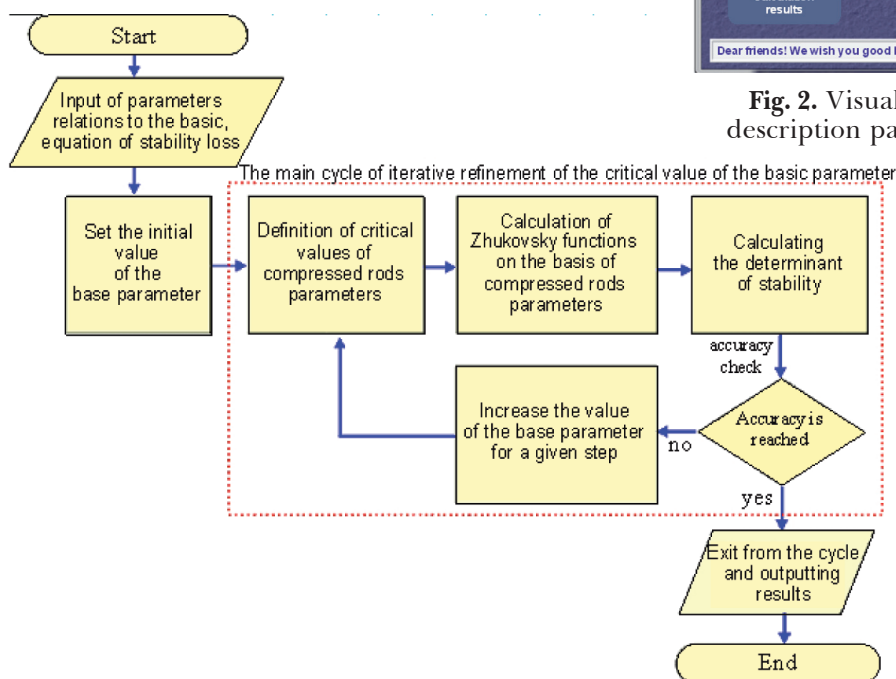 results
Dear friends! We wish you good
Fig. 2. Visual
description pa
Start
Input of parameters
relations to the basic,
equation of stability loss
The main cycle of iterative refinement of the critical value of the basic parameter
Set the initial
value
of the
base parameter
Definition of critical
values of
compressed rods
parameters
Calculation of
Zhukovsky functions
on the basis of
compressed rods
parameters
Calculating
the determinant
of stability
accuracy
check
Accuracy is
reached
no
Increase the value
of the base parameter
for a given step
yes
Exit from the cycle
and outputting
results
End